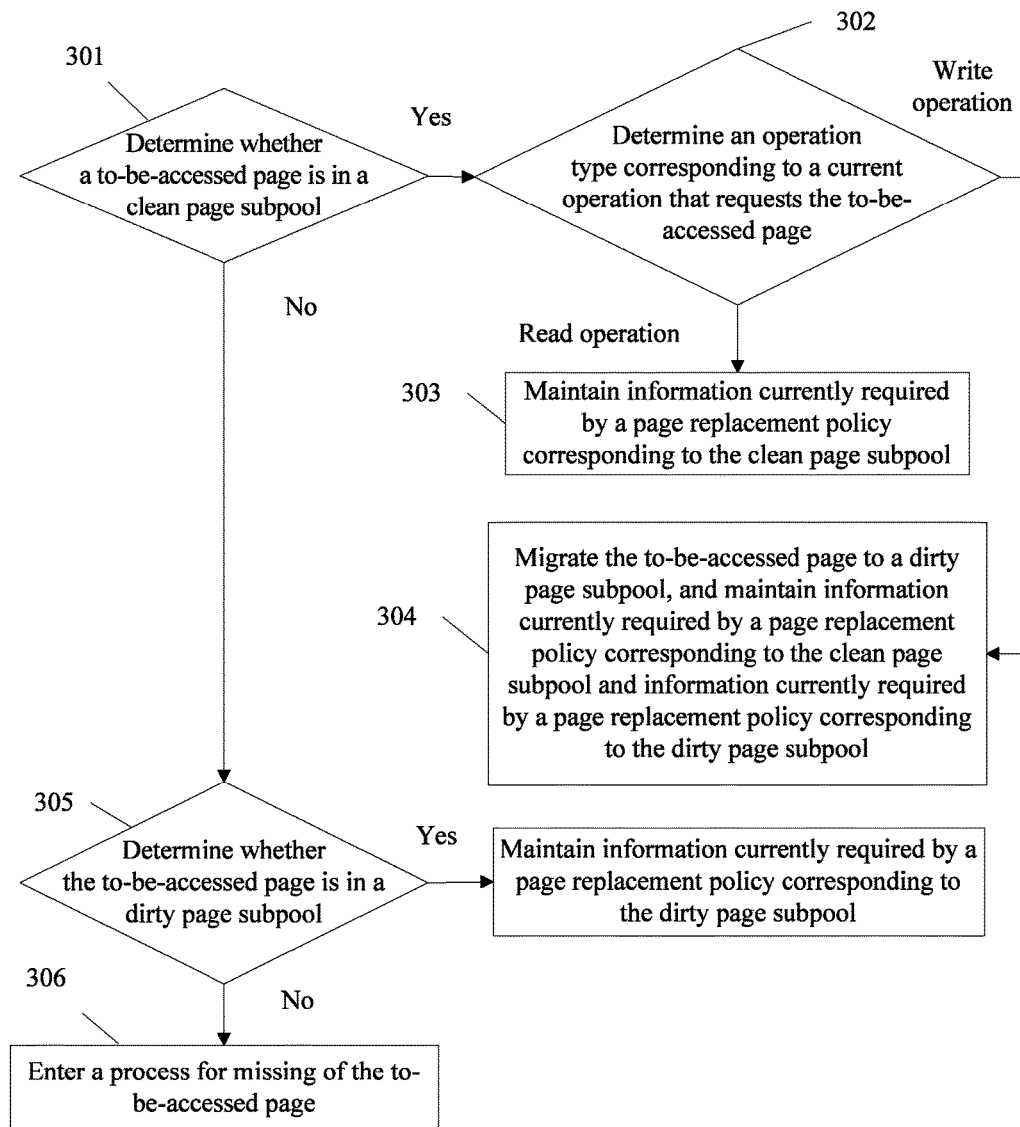 301
Determine whether
a to-be-accessed page is in a
clean page subpool
Yes
302
Determine an operation
type corresponding to a current
operation that requests the to-be-
accessed page
Write
operation
No
Read operation
303
Maintain information currently required
by a page replacement policy
corresponding to the clean page subpool
304
Migrate the to-be-accessed page to a dirty
page subpool, and maintain information
currently required by a page replacement
policy corresponding to the clean page
subpool and information currently required
by a page replacement policy corresponding
to the dirty page subpool
305
Determine whether
the to-be-accessed page is in a
dirty page subpool
Yes
Maintain information currently required by a
page replacement policy corresponding to
the dirty page subpool
306
No
Enter a process for missing of the to-
be-accessed page